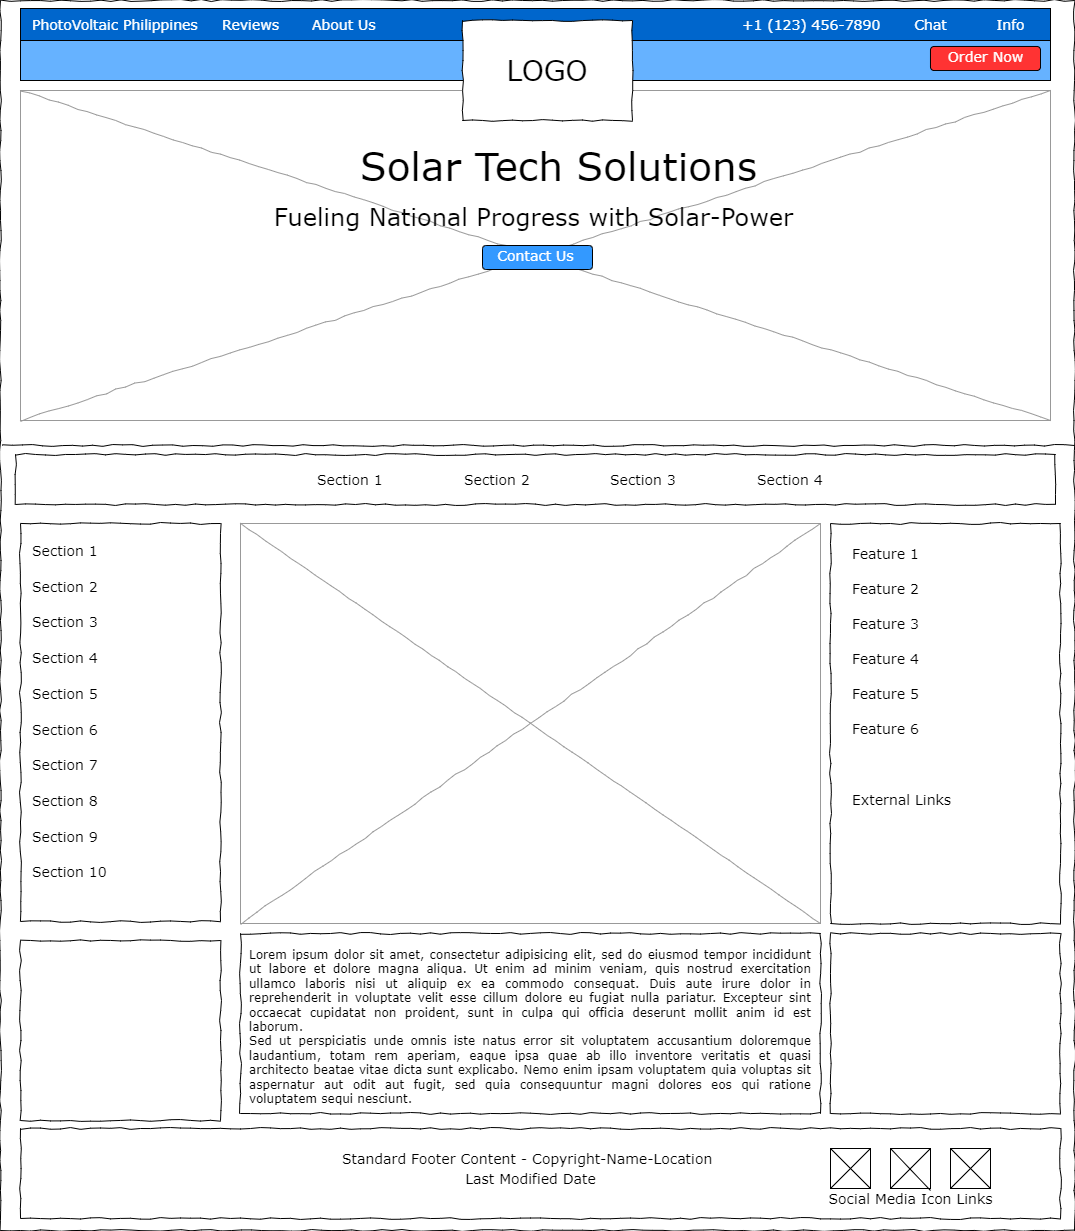 PhotoVoltaic Philippines Reviews About Us +1 (123) 456-7890 Chat Info
Order Now
LOGO
Solar Tech Solutions
Fueling National Progress with Solar-Power
Contact Us
Section 1 Section 2 Section 3 Section 4
Section 1
Section 2
Section 3
Section 4
Section 5
Section 6
Section 7
Section 8
Section 9
Section 10
Feature 1
Feature 2
Feature 3
Feature 4
Feature 5
Feature 6
External Links
Lorem ipsum dolor sit amet, consectetur adipisicing elit, sed do eiusmod tempor incididunt
ut labore et dolore magna aliqua. Ut enim ad minim veniam, quis nostrud exercitation
ullamco laboris nisi ut aliquip ex ea commodo consequat. Duis aute irure dolor in
reprehenderit in voluptate velit esse cillum dolore eu fugiat nulla pariatur. Excepteur sint
occaecat cupidatat non proident, sunt in culpa qui officia deserunt mollit anim id est
laborum.
Sed ut perspiciatis unde omnis iste natus error sit voluptatem accusantium doloremque
laudantium, totam rem aperiam, eaque ipsa quae ab illo inventore veritatis et quasi
architecto beatae vitae dicta sunt explicabo. Nemo enim ipsam voluptatem quia voluptas sit
aspernatur aut odit aut fugit, sed quia consequuntur magni dolores eos qui ratione
voluptatem sequi nesciunt.
Standard Footer Content - Copyright-Name-Location
Last Modified Date
Social Media Icon Links